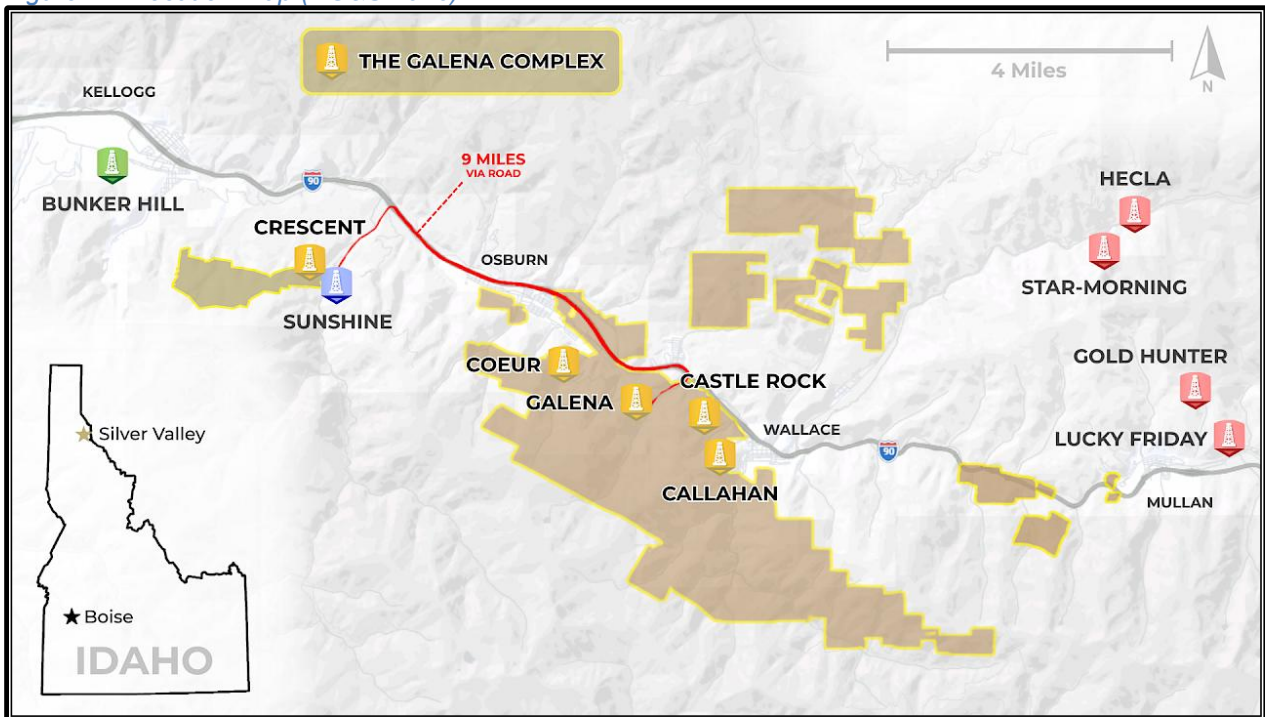 THE GALENA COMPLEX
4 Miles
N
KELLOGG
9 MILES
VIA ROAD
90
BUNKER HILL
HECLA
CRESCENT
OSBURN
STAR-MORNING
SUNSHINE
GOLD HUNTER
COEUR
CASTLE ROCK
GALENA
WALLACE
LUCKY FRIDAY
90
Silver Valley
CALLAHAN
MULLAN
Boise
IDAHO